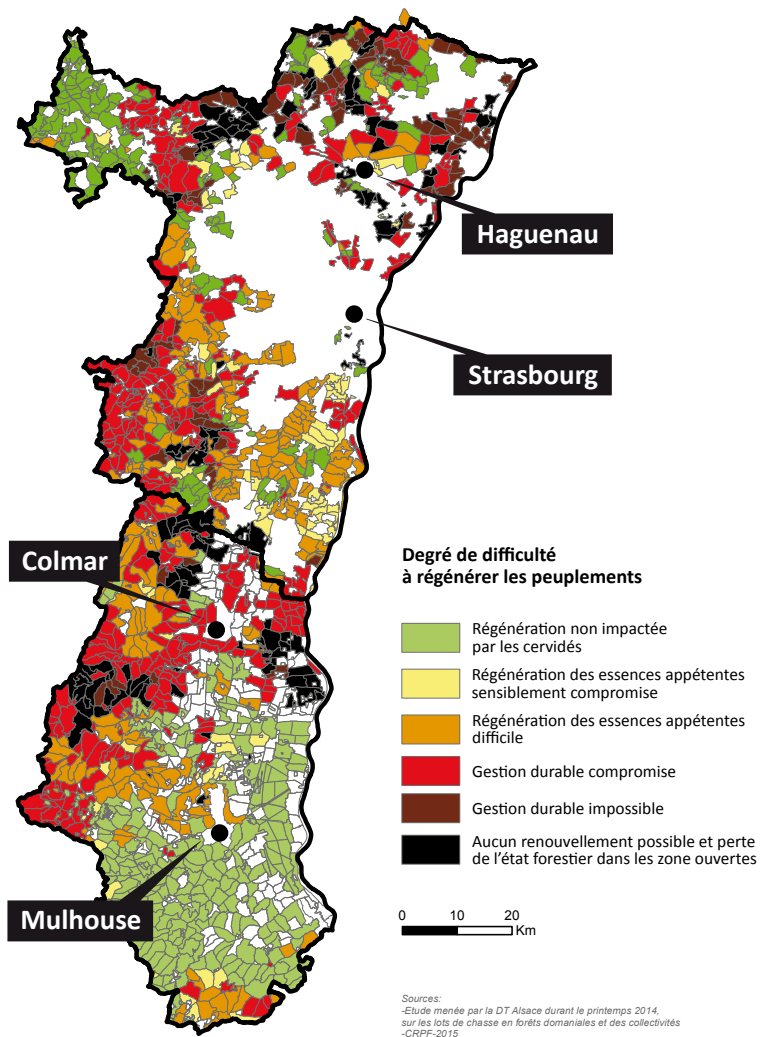 Haguenau
Strasbourg
Colmar
Mulhouse
Degré de difficulté
à régénérer les peuplements
Régénération non impactée
par les cervidés
Régénération des essences appétentes
sensiblement compromise
Régénération des essences appétentes
difficile
Gestion durable compromise
Gestion durable impossible
Aucun renouvellement possible et perte
de l'état forestier dans les zone ouvertes
0 10 20
Km
Sources:
-Etude menée par la DT Alsace durant le printemps 2014,
sur les lots de chasse en forêts domaniales et des collectivités
-CRPF-2015